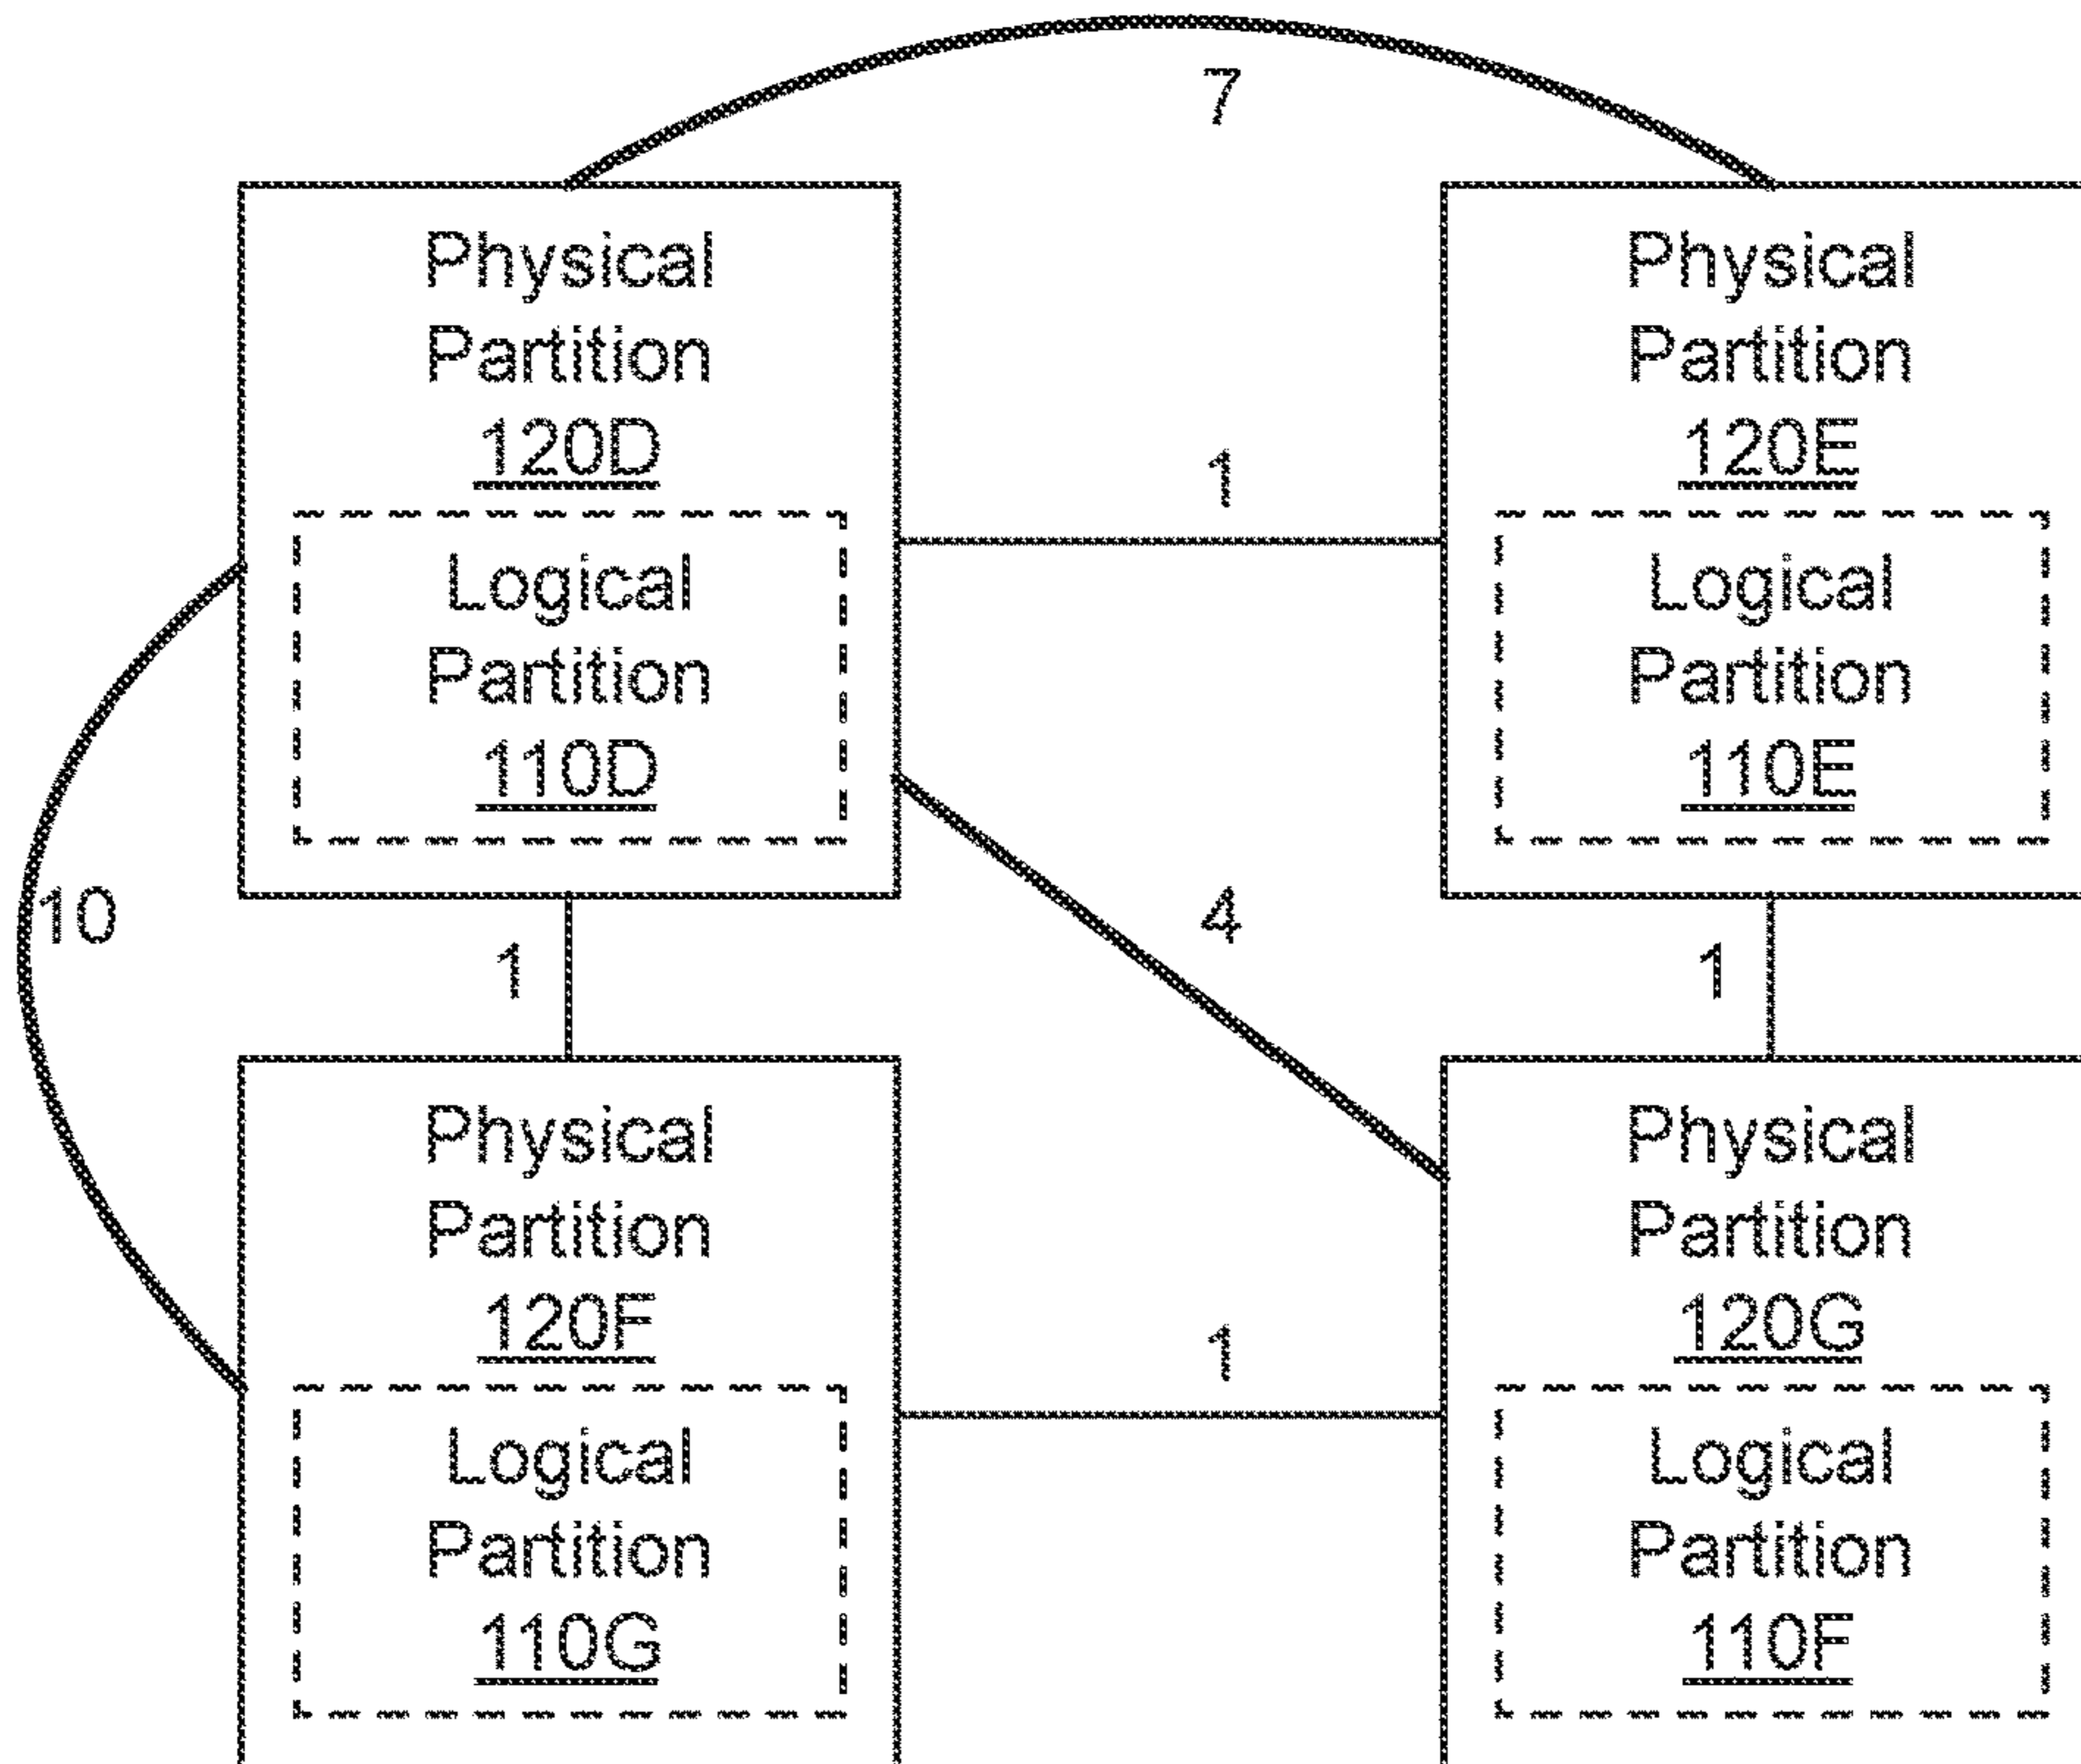 7
Physical
Partition
120D
Logical
Partition
110D
1
Physical
Partition
120E
Logical
Partition
110E
10
1
4
1
Physical
Partition
120F
Logical
Partition
110G
1
Physical
Partition
120G
Logical
Partition
110F